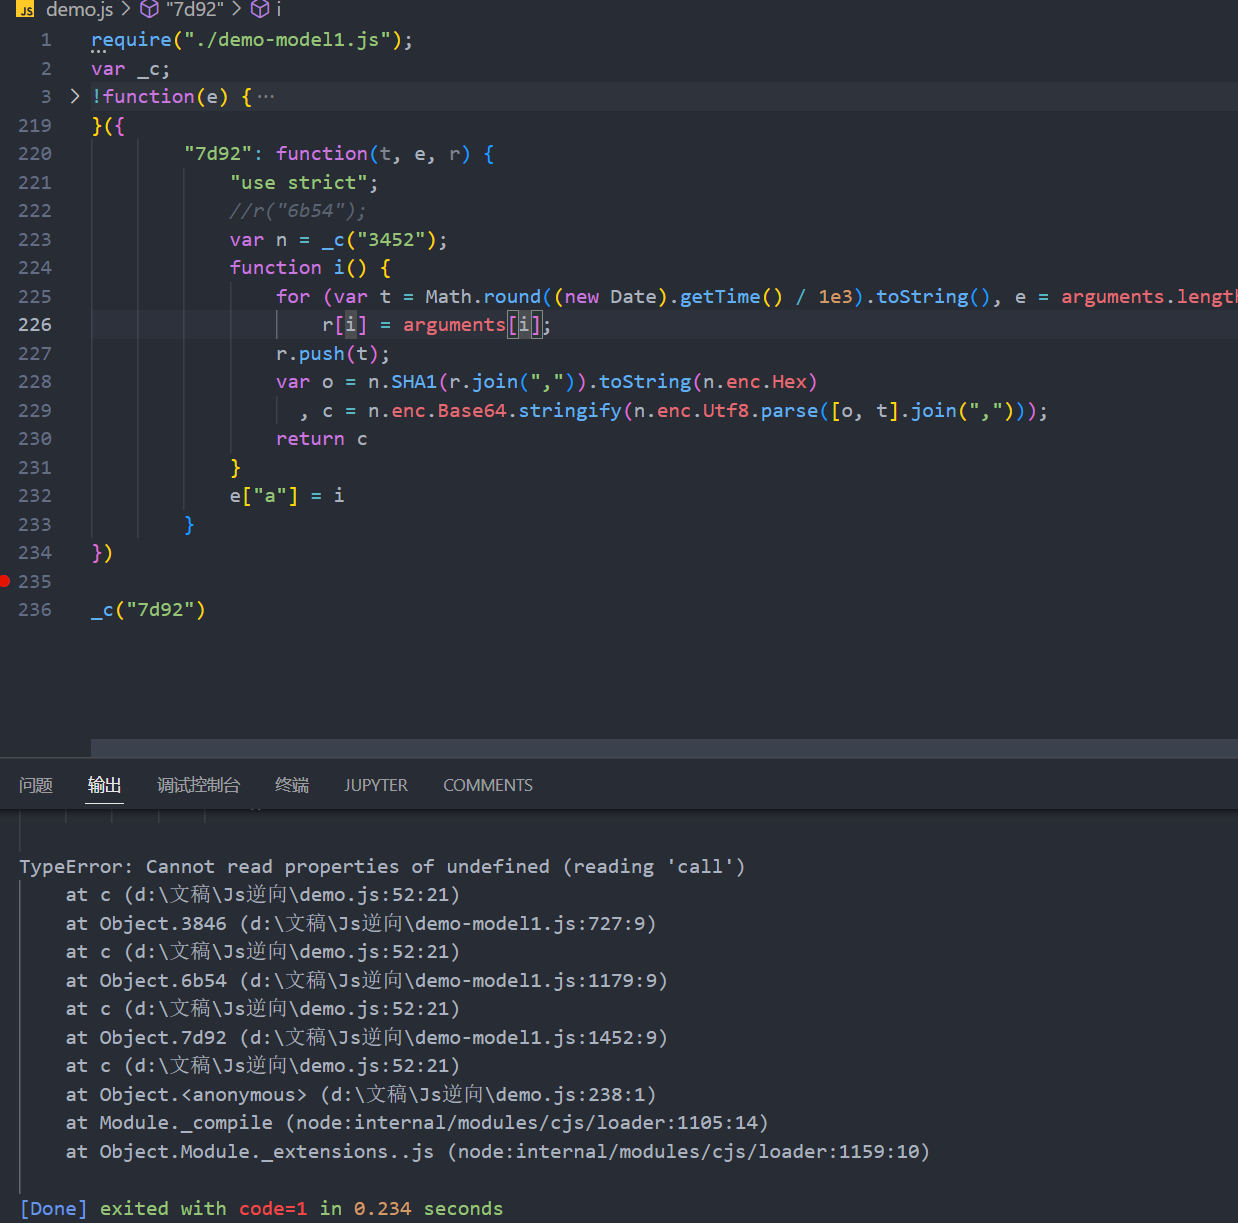 JS demo.js > "7d92" > i
1 require("./demo-model1.js");
2 var _c;
3 > !function(e) { ···
219 }({
220 "7d92": function(t, e, r) {
221 "use strict";
222 //r("6b54");
223 var n = _c("3452");
224 function i() {
225 for (var t = Math.round((new Date).getTime() / 1e3).toString(), e = arguments.length
226 r[i] = arguments[i];
227 r.push(t);
228 var o = n.SHA1(r.join(",")).toString(n.enc.Hex)
229 , c = n.enc.Base64.stringify(n.enc.Utf8.parse([o, t].join(",")));
230 return c
231 }
232 e["a"] = i
233 }
234 })
235
236 _c("7d92")
问题 输出 调试控制台 终端 JUPYTER COMMENTS
TypeError: Cannot read properties of undefined (reading 'call')
at c (d:\文稿\Js逆向\demo.js:52:21)
at Object.3846 (d:\文稿\Js逆向\demo-model1.js:727:9)
at c (d:\文稿\Js逆向\demo.js:52:21)
at Object.6b54 (d:\文稿\Js逆向\demo-model1.js:1179:9)
at c (d:\文稿\Js逆向\demo.js:52:21)
at Object.7d92 (d:\文稿\Js逆向\demo-model1.js:1452:9)
at c (d:\文稿\Js逆向\demo.js:52:21)
at Object.<anonymous> (d:\文稿\Js逆向\demo.js:238:1)
at Module._compile (node:internal/modules/cjs/loader:1105:14)
at Object.Module._extensions..js (node:internal/modules/cjs/loader:1159:10)
[Done] exited with code=1 in 0.234 seconds